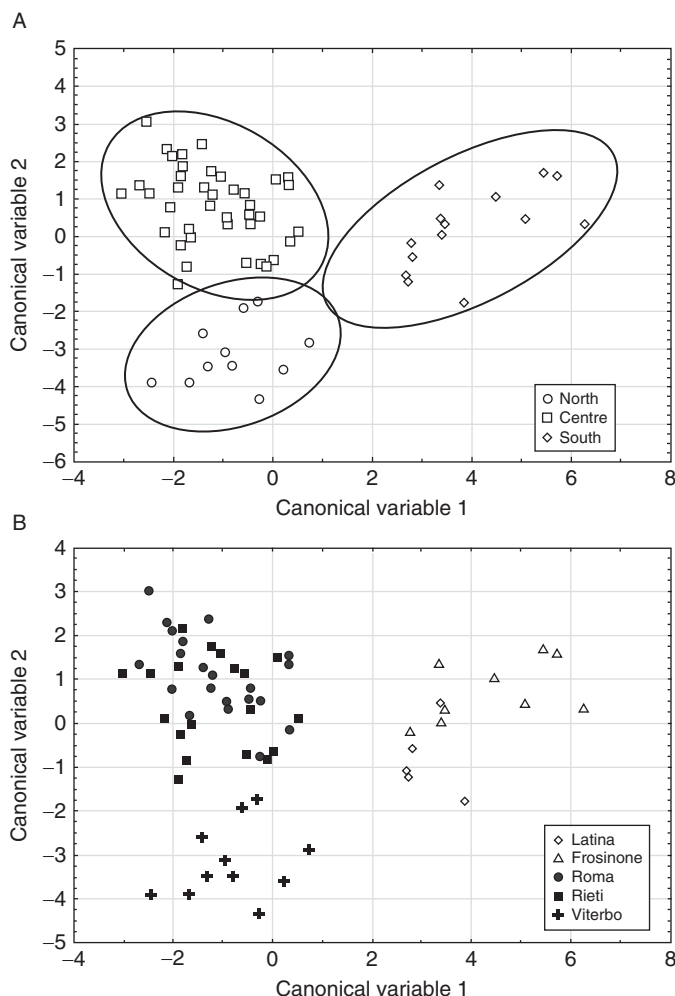 A
5
4
3
2
1
0
−1
−2
−3
−4
−5
−6
Canonical variable 2
North
Centre
South
−4 −2 0 2 4 6 8
Canonical variable 1
B
4
3
2
1
0
−1
−2
−3
−4
−5
Canonical variable 2
Latina
Frosinone
Roma
Rieti
Viterbo
−4 −2 0 2 4 6 8
Canonical variable 1